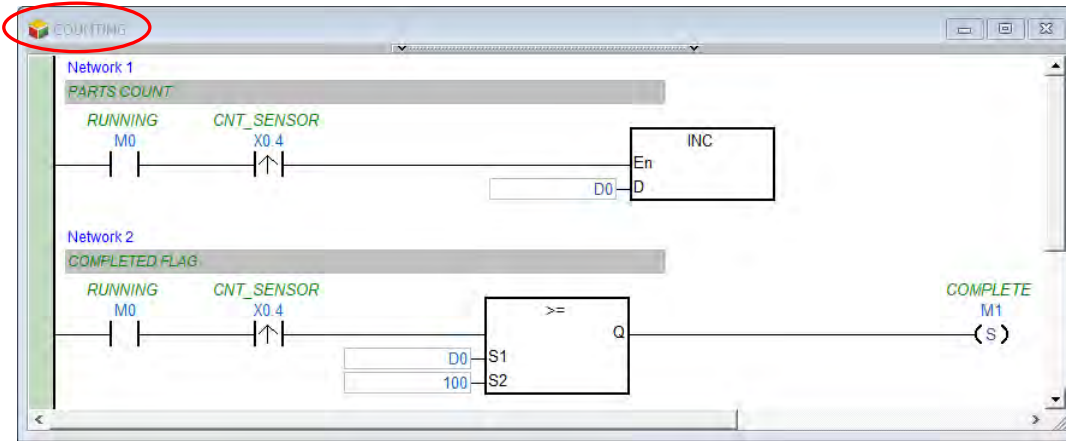 COUNTING
Network 1
PARTS COUNT
RUNNING CNT_SENSOR
M0 X0.4
INC
En
D0 D
Network 2
COMPLETED FLAG
RUNNING CNT_SENSOR COMPLETE
M0 X0.4 >= M1
Q S
D0 S1
100 S2